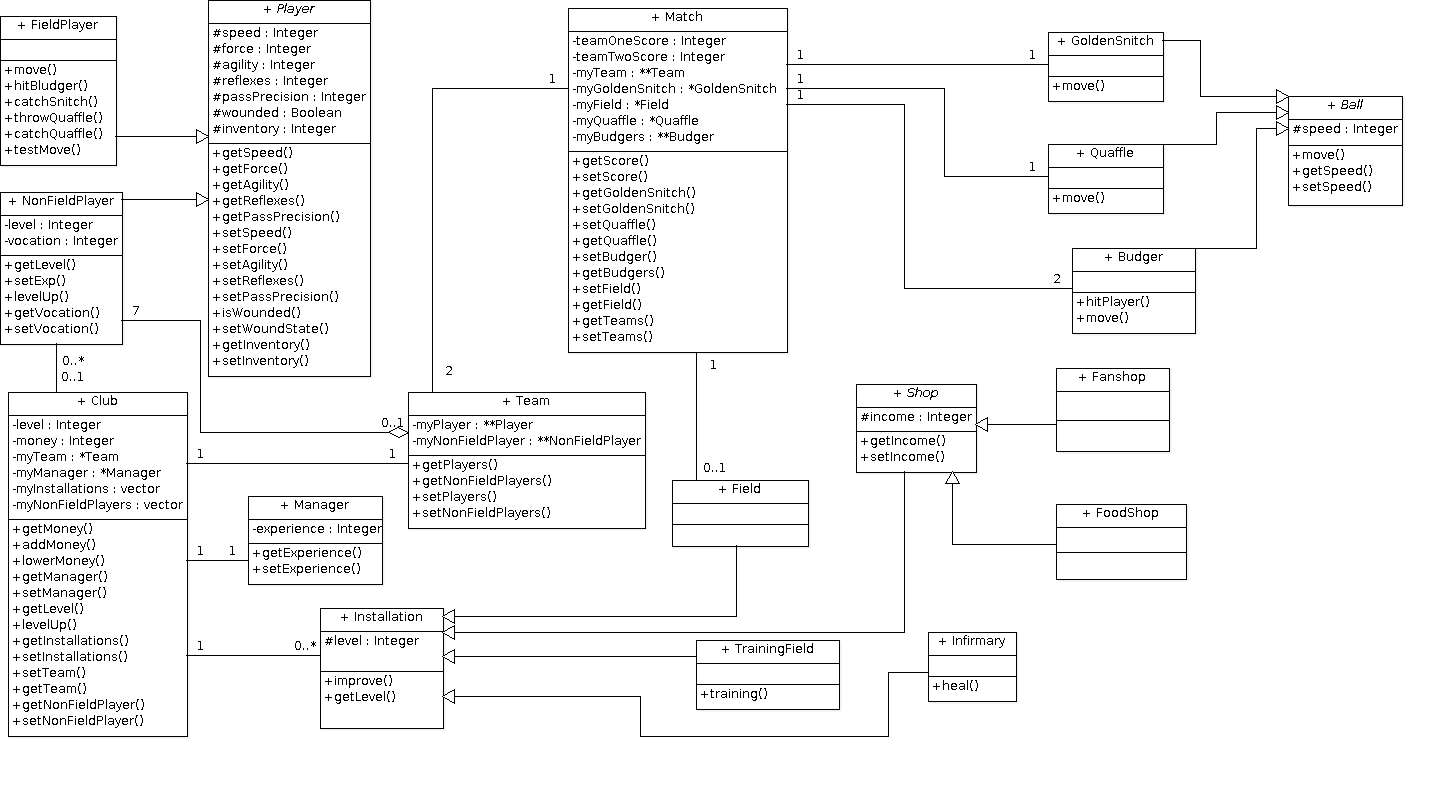 + FieldPlayer
+move()
+hitBludger()
+catchSnitch()
+throwQuaffle()
+catchQuaffle()
+testMove()
+ Player
#speed : Integer
#force : Integer
#agility : Integer
#reflexes : Integer
#passPrecision : Integer
#wounded : Boolean
#inventory : Integer
+getSpeed()
+getForce()
+getAgility()
+getReflexes()
+getPassPrecision()
+setSpeed()
+setForce()
+setAgility()
+setReflexes()
+setPassPrecision()
+isWounded()
+setWoundState()
+getInventory()
+setInventory()
+ NonFieldPlayer
-level : Integer
-vocation : Integer
+getLevel()
+setExp()
+levelUp()
+getVocation()
+setVocation()
7
0..*
0..1
+ Match
-teamOneScore : Integer
-teamTwoScore : Integer
-myTeam : **Team
-myGoldenSnitch : *GoldenSnitch
-myField : *Field
-myQuaffle : *Quaffle
-myBudgers : **Budger
+getScore()
+setScore()
+getGoldenSnitch()
+setGoldenSnitch()
+setQuaffle()
+getQuaffle()
+setBudger()
+getBudgers()
+setField()
+getField()
+getTeams()
+setTeams()
1
2
1
1
1
1
1
2
1
0..1
+ GoldenSnitch
+move()
+ Quaffle
+move()
+ Budger
+hitPlayer()
+move()
+ Ball
#speed : Integer
+move()
+getSpeed()
+setSpeed()
+ Club
-level : Integer
-money : Integer
-myTeam : *Team
-myManager : *Manager
-myInstallations : vector
-myNonFieldPlayers : vector
+getMoney()
+addMoney()
+lowerMoney()
+getManager()
+setManager()
+getLevel()
+levelUp()
+getInstallations()
+setInstallations()
+setTeam()
+getTeam()
+getNonFieldPlayer()
+setNonFieldPlayer()
0..1
1
1
1
1
1
0..*
+ Team
-myPlayer : **Player
-myNonFieldPlayer : **NonFieldPlayer
+getPlayers()
+getNonFieldPlayers()
+setPlayers()
+setNonFieldPlayers()
+ Manager
-experience : Integer
+getExperience()
+setExperience()
+ Installation
#level : Integer
+improve()
+getLevel()
+ Field
+ Shop
#income : Integer
+getIncome()
+setIncome()
+ Fanshop
+ FoodShop
+ TrainingField
+training()
+ Infirmary
+heal()